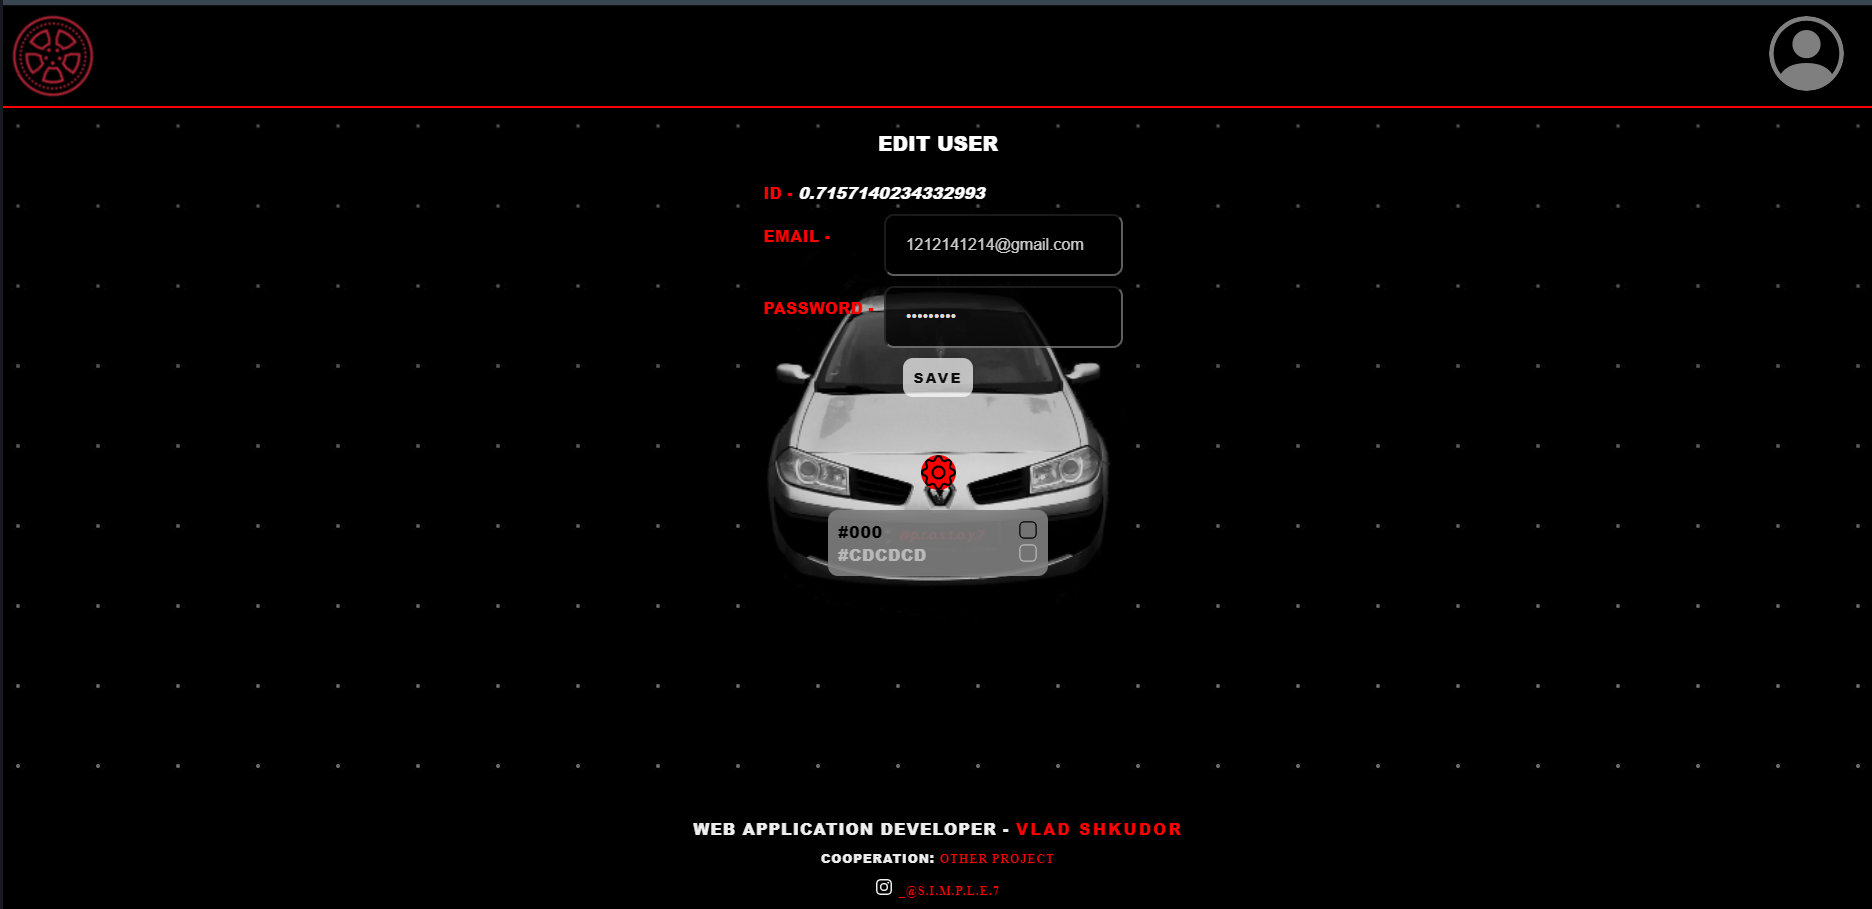 EDIT USER
ID - 0.7157140234332993
EMAIL - 1212141214@gmail.com
PASSWORD - •••••••••
SAVE
#000
#CDCDCD
WEB APPLICATION DEVELOPER - VLAD SHKUDOR
COOPERATION: OTHER PROJECT
_@S.I.M.P.L.E.7